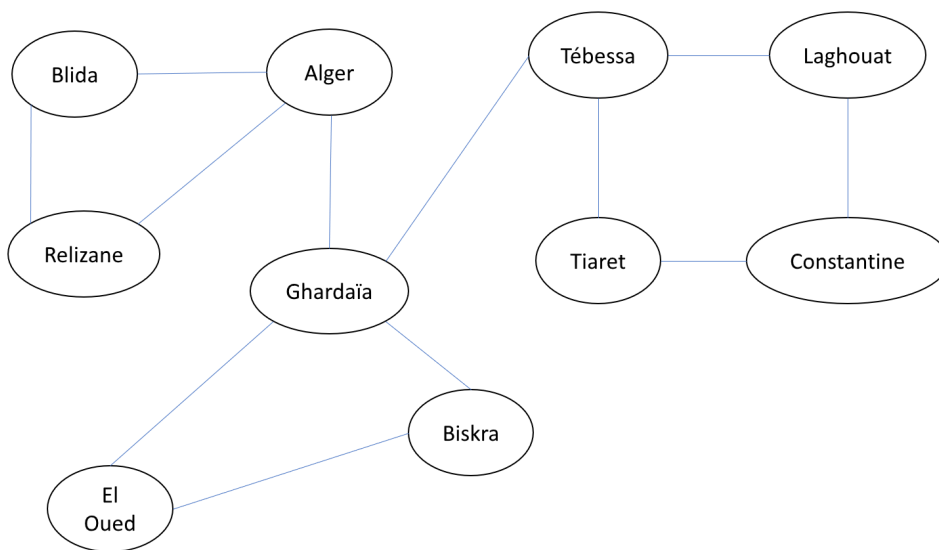 Blida
Alger
Tébessa
Laghouat
Relizane
Ghardaïa
Tiaret
Constantine
Biskra
El
Oued